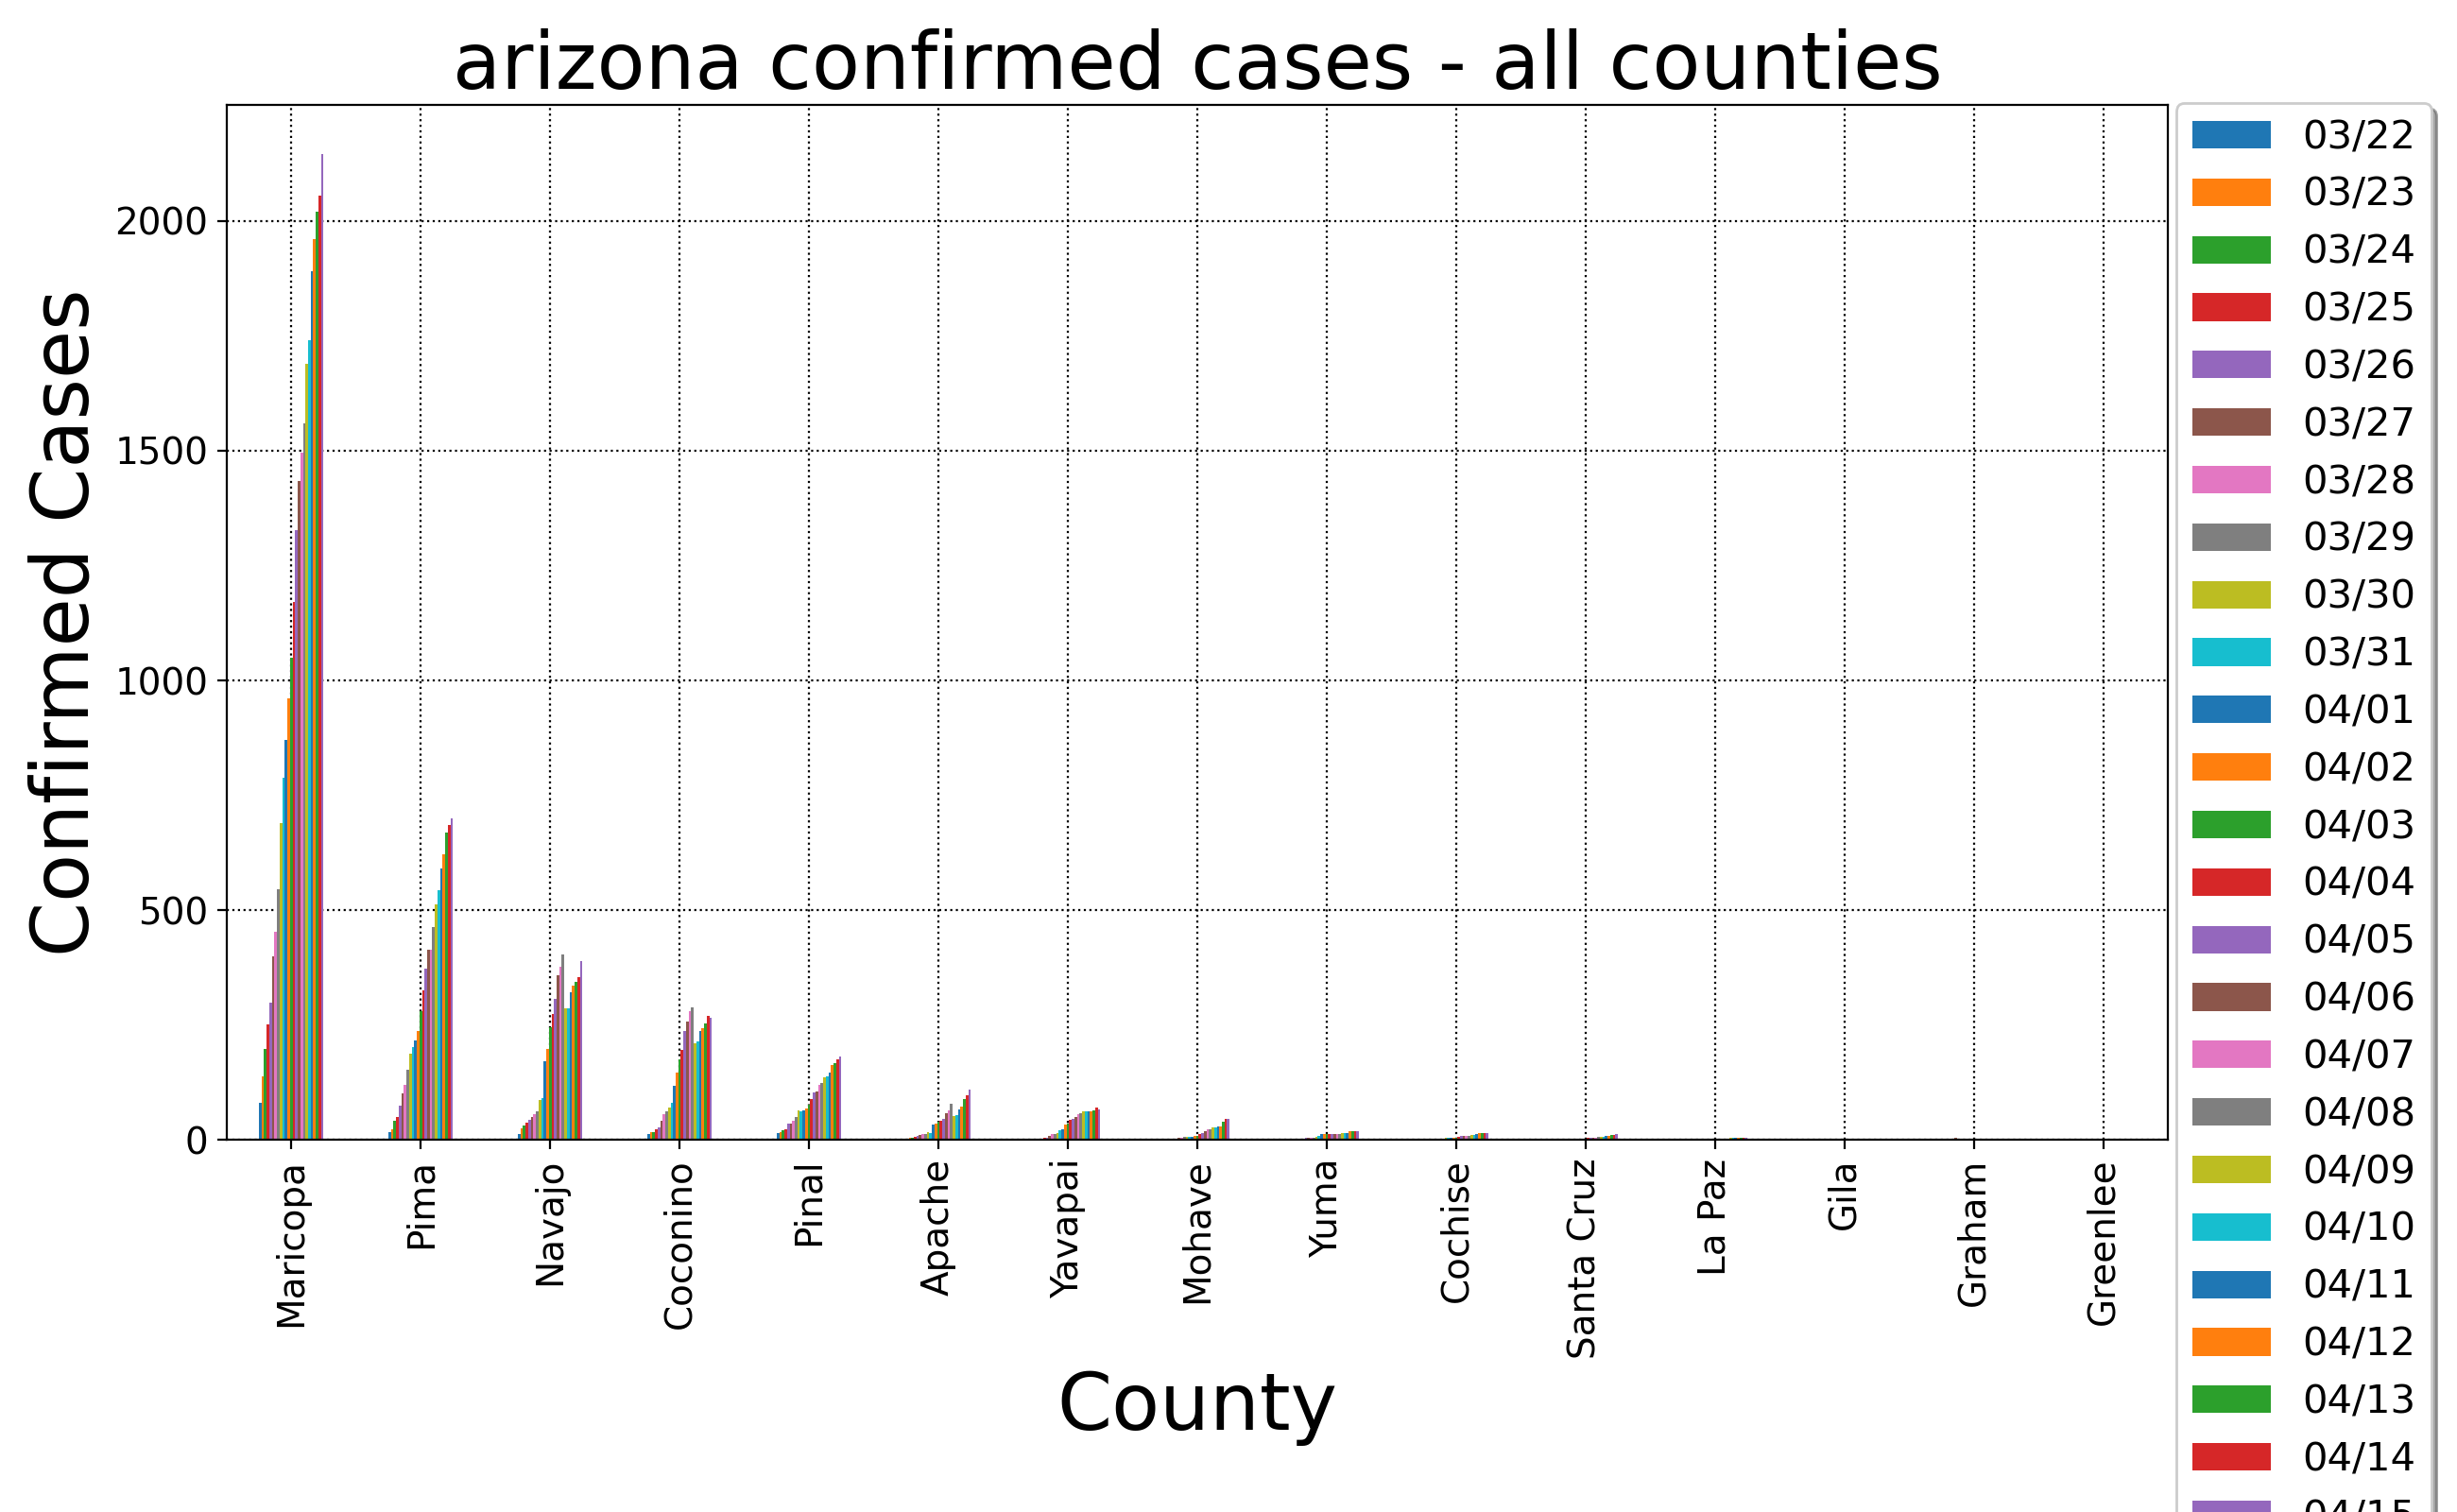 arizona confirmed cases - all counties
Confirmed Cases
2000
1500
1000
500
0
Maricopa
Pima
Navajo
Coconino
Pinal
Apache
Yavapai
Mohave
Yuma
Cochise
Santa Cruz
La Paz
Gila
Graham
Greenlee
County
03/22
03/23
03/24
03/25
03/26
03/27
03/28
03/29
03/30
03/31
04/01
04/02
04/03
04/04
04/05
04/06
04/07
04/08
04/09
04/10
04/11
04/12
04/13
04/14
04/15